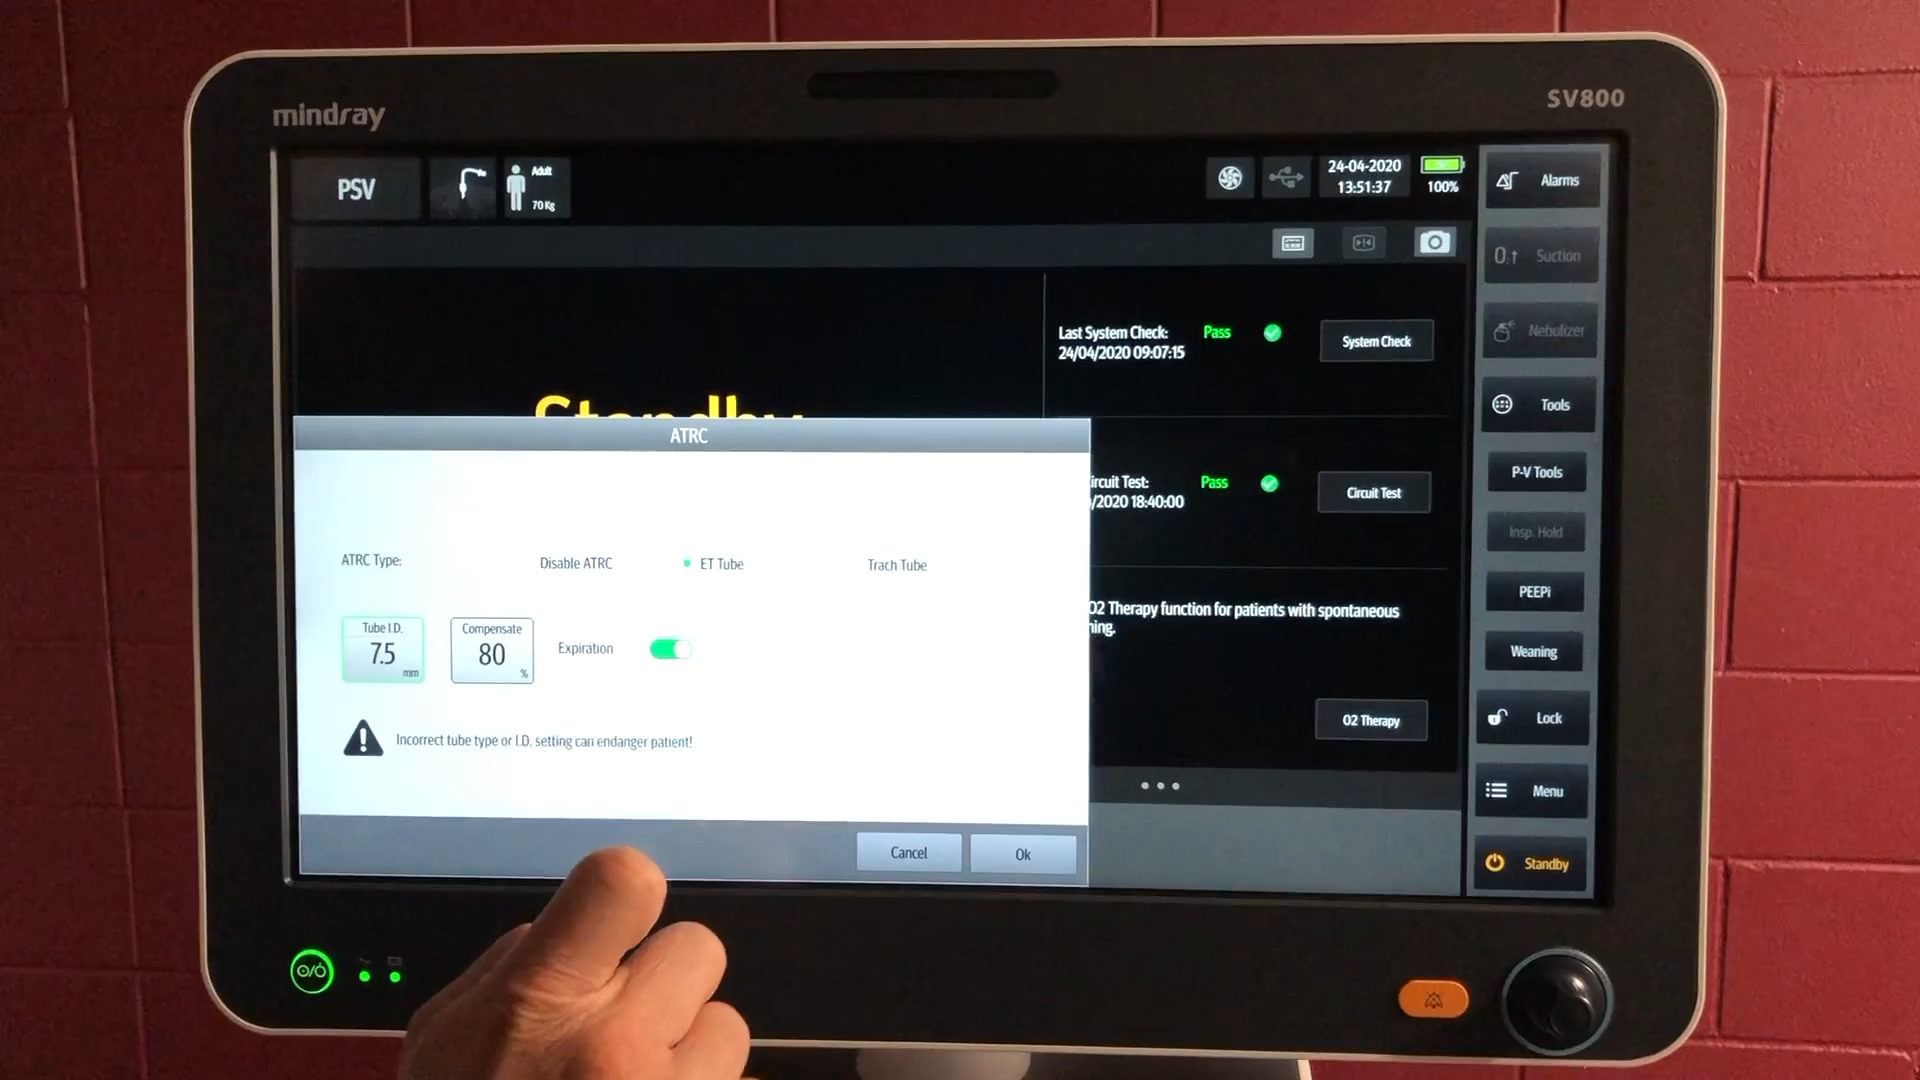 mindray
SV800
PSV
Adult
70 Kg
24-04-2020
13:51:37
100%
Alarms
O2↑ Suction
Nebulizer
Tools
P-V Tools
Insp. Hold
PEEPi
Weaning
Lock
Menu
Standby
Last System Check:
24/04/2020 09:07:15
Pass
System Check
Standby
ircuit Test:
/2020 18:40:00
Pass
Circuit Test
O2 Therapy function for patients with spontaneous
ning.
O2 Therapy
ATRC
ATRC Type:
Disable ATRC
ET Tube
Trach Tube
Tube I.D.
7.5
mm
Compensate
80
%
Expiration
Incorrect tube type or I.D. setting can endanger patient!
Cancel
Ok